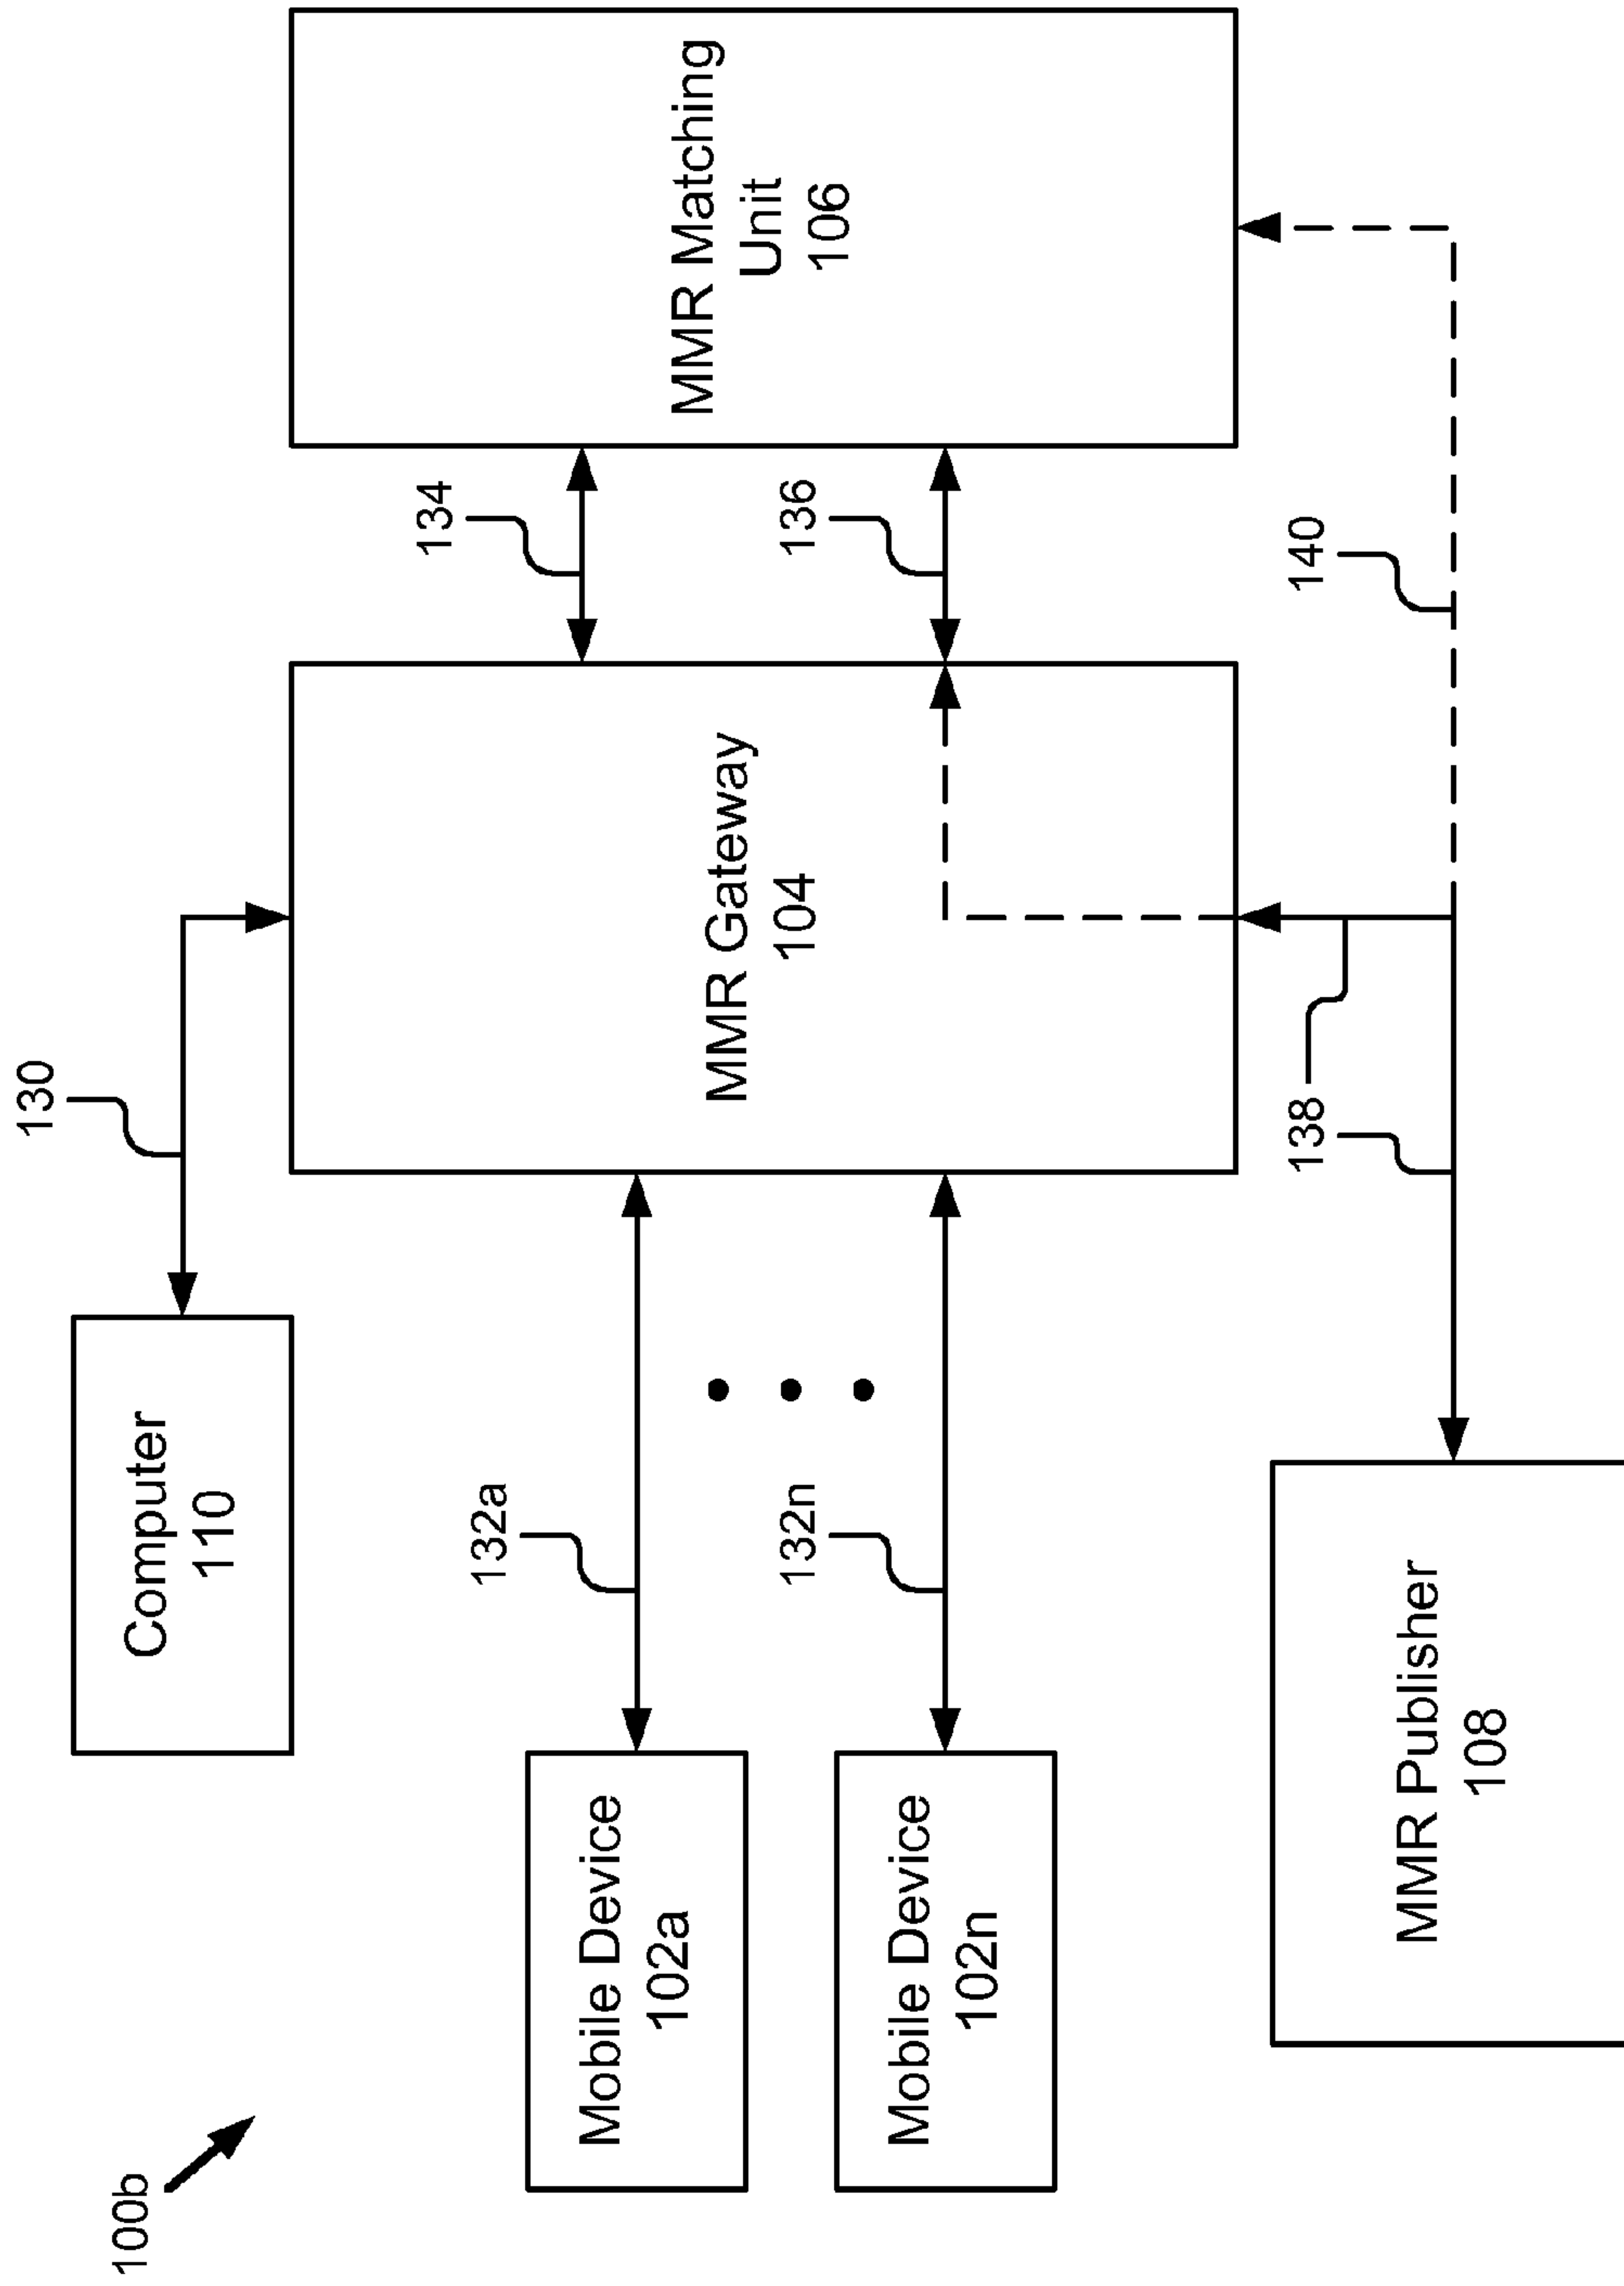 100b
Computer
110
130
Mobile Device
102a
132a
Mobile Device
102n
132n
MMR Gateway
104
134
136
MMR Matching
Unit
106
MMR Publisher
108
138
140